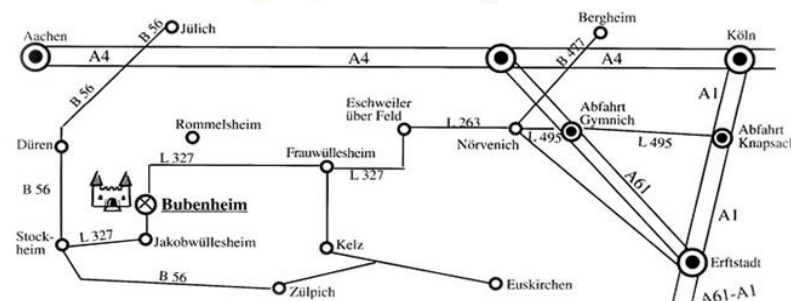 Bergheim
Jülich
B 56
Aachen
Köln
A4
A4
B 477
A4
B 56
A1
Eschweiler
über Feld
Abfahrt
Gymnich
Rommelsheim
L 263
L 495
Nörvenich
L 495
Abfahrt
Knapsack
Düren
L 327
Frauwüllesheim
L 327
A61
B 56
Bubenheim
A1
Stock-
heim
L 327
Jakobwüllesheim
Kelz
Erftstadt
B 56
Zülpich
Euskirchen
A61-A1